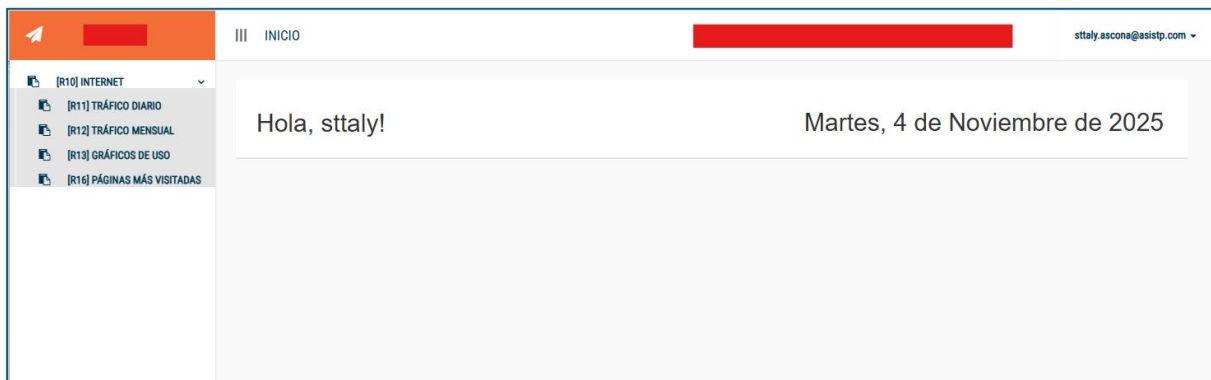 INICIO
sttaly.ascona@asistp.com
[R10] INTERNET
[R11] TRÁFICO DIARIO
[R12] TRÁFICO MENSUAL
[R13] GRÁFICOS DE USO
[R16] PÁGINAS MÁS VISITADAS
Hola, sttaly!
Martes, 4 de Noviembre de 2025